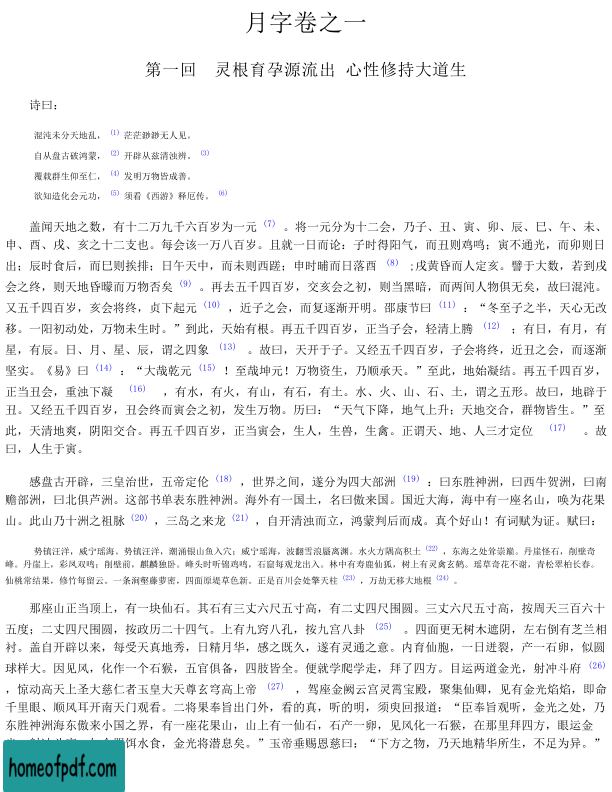 月字卷之一
第一回 灵根育孕源流出 心性修持大道生
诗曰：
混沌未分天地乱， (1) 茫茫渺渺无人见。
自从盘古破鸿蒙， (2) 开辟从兹清浊辨。 (3)
覆载群生仰至仁， (4) 发明万物皆成善。
欲知造化会元功， (5) 须看《西游》释厄传。 (6)
盖闻天地之数，有十二万九千六百岁为一元 (7) 。将一元分为十二会，乃子、丑、寅、卯、辰、巳、午、未、
申、酉、戌、亥之十二支也。每会该一万八百岁。且就一日而论：子时得阳气，而丑则鸡鸣；寅不通光，而卯则日
出；辰时食后，而巳则挨排；日午天中，而未则西蹉；申时晡而日落西 (8) ;戌黄昏而人定亥。譬于大数，若到戌
会之终，则天地昏曚而万物否矣 (9) 。再去五千四百岁，交亥会之初，则当黑暗，而两间人物俱无矣，故曰混沌。
又五千四百岁，亥会将终，贞下起元 (10) ，近子之会，而复逐渐开明。邵康节曰 (11) ：“冬至子之半，天心无改
移。一阳初动处，万物未生时。”到此，天始有根。再五千四百岁，正当子会，轻清上腾 (12) ；有日，有月，有
星，有辰。日、月、星、辰，谓之四象 (13) 。故曰，天开于子。又经五千四百岁，子会将终，近丑之会，而逐渐
坚实。《易》曰 (14) ：“大哉乾元 (15) ！至哉坤元！万物资生，乃顺承天。”至此，地始凝结。再五千四百岁，
正当丑会，重浊下凝 (16) ，有水，有火，有山，有石，有土。水、火、山、石、土，谓之五形。故曰，地辟于
丑。又经五千四百岁，丑会终而寅会之初，发生万物。历曰：“天气下降，地气上升；天地交合，群物皆生。”至
此，天清地爽，阴阳交合。再五千四百岁，正当寅会，生人，生兽，生禽。正谓天、地、人三才定位 (17) 。故
曰，人生于寅。
感盘古开辟，三皇治世，五帝定伦 (18) ，世界之间，遂分为四大部洲 (19) ：曰东胜神洲，曰西牛贺洲，曰南
赡部洲，曰北俱芦洲。这部书单表东胜神洲。海外有一国土，名曰傲来国。国近大海，海中有一座名山，唤为花果
山。此山乃十洲之祖脉 (20) ，三岛之来龙 (21) ，自开清浊而立，鸿蒙判后而成。真个好山！有词赋为证。赋曰：
势镇汪洋，威宁瑶海。势镇汪洋，潮涌银山鱼入穴；威宁瑶海，波翻雪浪蜃离渊。水火方隅高积土 (22) ，东海之处耸崇巅。丹崖怪石，削壁奇
峰。丹崖上，彩凤双鸣；削壁前，麒麟独卧。峰头时听锦鸡鸣，石窟每观龙出入。林中有寿鹿仙狐，树上有灵禽玄鹤。瑶草奇花不谢，青松翠柏长春。
仙桃常结果，修竹每留云。一条涧壑藤萝密，四面原堤草色新。正是百川会处擎天柱 (23) ，万劫无移大地根 (24) 。
那座山正当顶上，有一块仙石。其石有三丈六尺五寸高，有二丈四尺围圆。三丈六尺五寸高，按周天三百六十
五度；二丈四尺围圆，按政历二十四气。上有九窍八孔，按九宫八卦 (25) 。四面更无树木遮阴，左右倒有芝兰相
衬。盖自开辟以来，每受天真地秀，日精月华，感之既久，遂有灵通之意。内育仙胞，一日迸裂，产一石卵，似圆
球样大。因见风，化作一个石猴，五官俱备，四肢皆全。便就学爬学走，拜了四方。目运两道金光，射冲斗府 (26)
，惊动高天上圣大慈仁者玉皇大天尊玄穹高上帝 (27) ，驾座金阙云宫灵霄宝殿，聚集仙卿，见有金光焰焰，即命
千里眼、顺风耳开南天门观看。二将果奉旨出门外，看的真，听的明，须臾回报道：“臣奉旨观听，金光之处，乃
东胜神洲海东傲来小国之界，有一座花果山，山上有一仙石，石产一卵，见风化一石猴，在那里拜四方，眼运金
饵水食，金光将潜息矣。”玉帝垂赐恩慈曰：“下方之物，乃天地精华所生，不足为异。”
homeofpdf.com